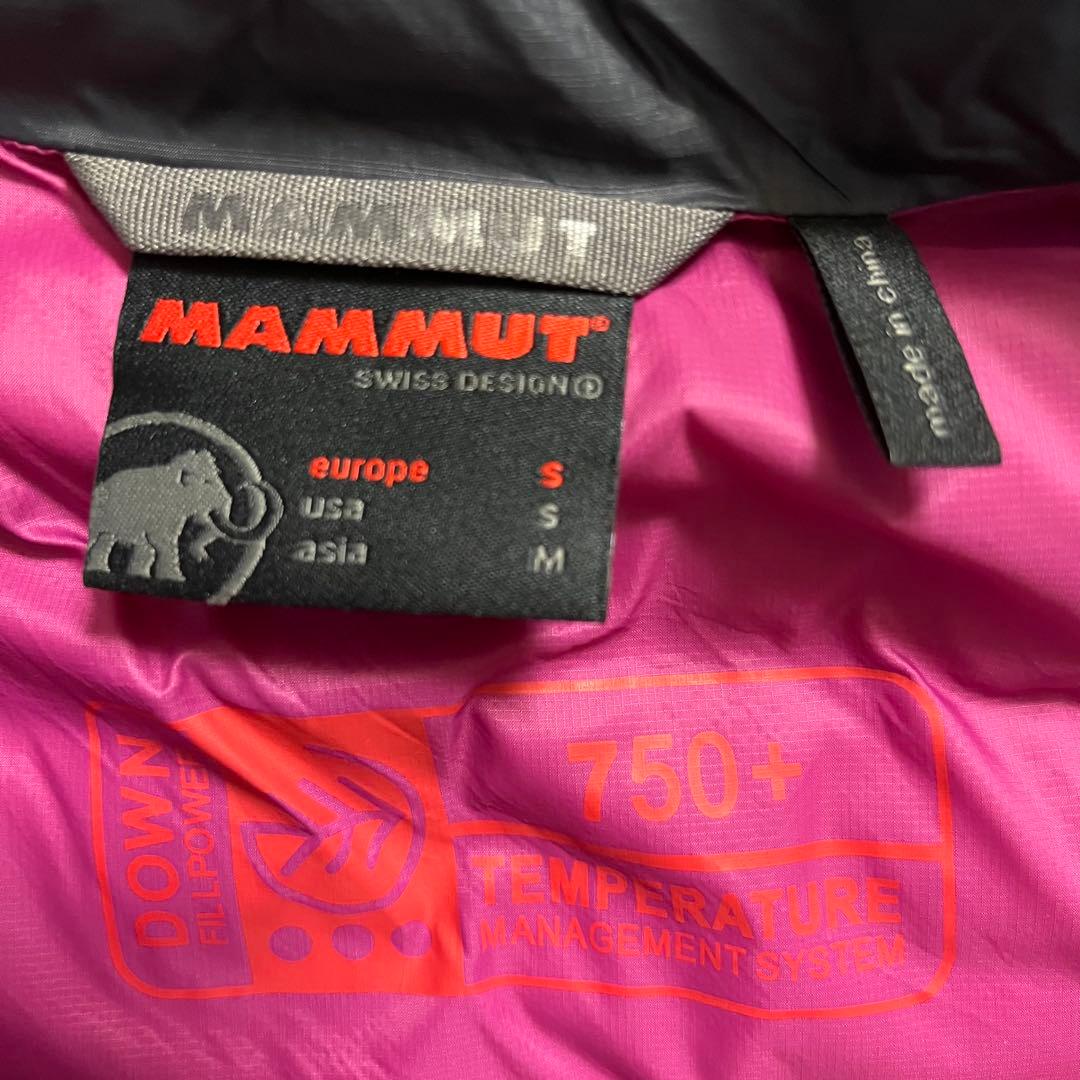 MAMMUT
MAMMUT®
SWISS DESIGN
europe S
usa S
asia M
made in china
DOWN
FILLPOWER
750+
TEMPERATURE
MANAGEMENT SYSTEM